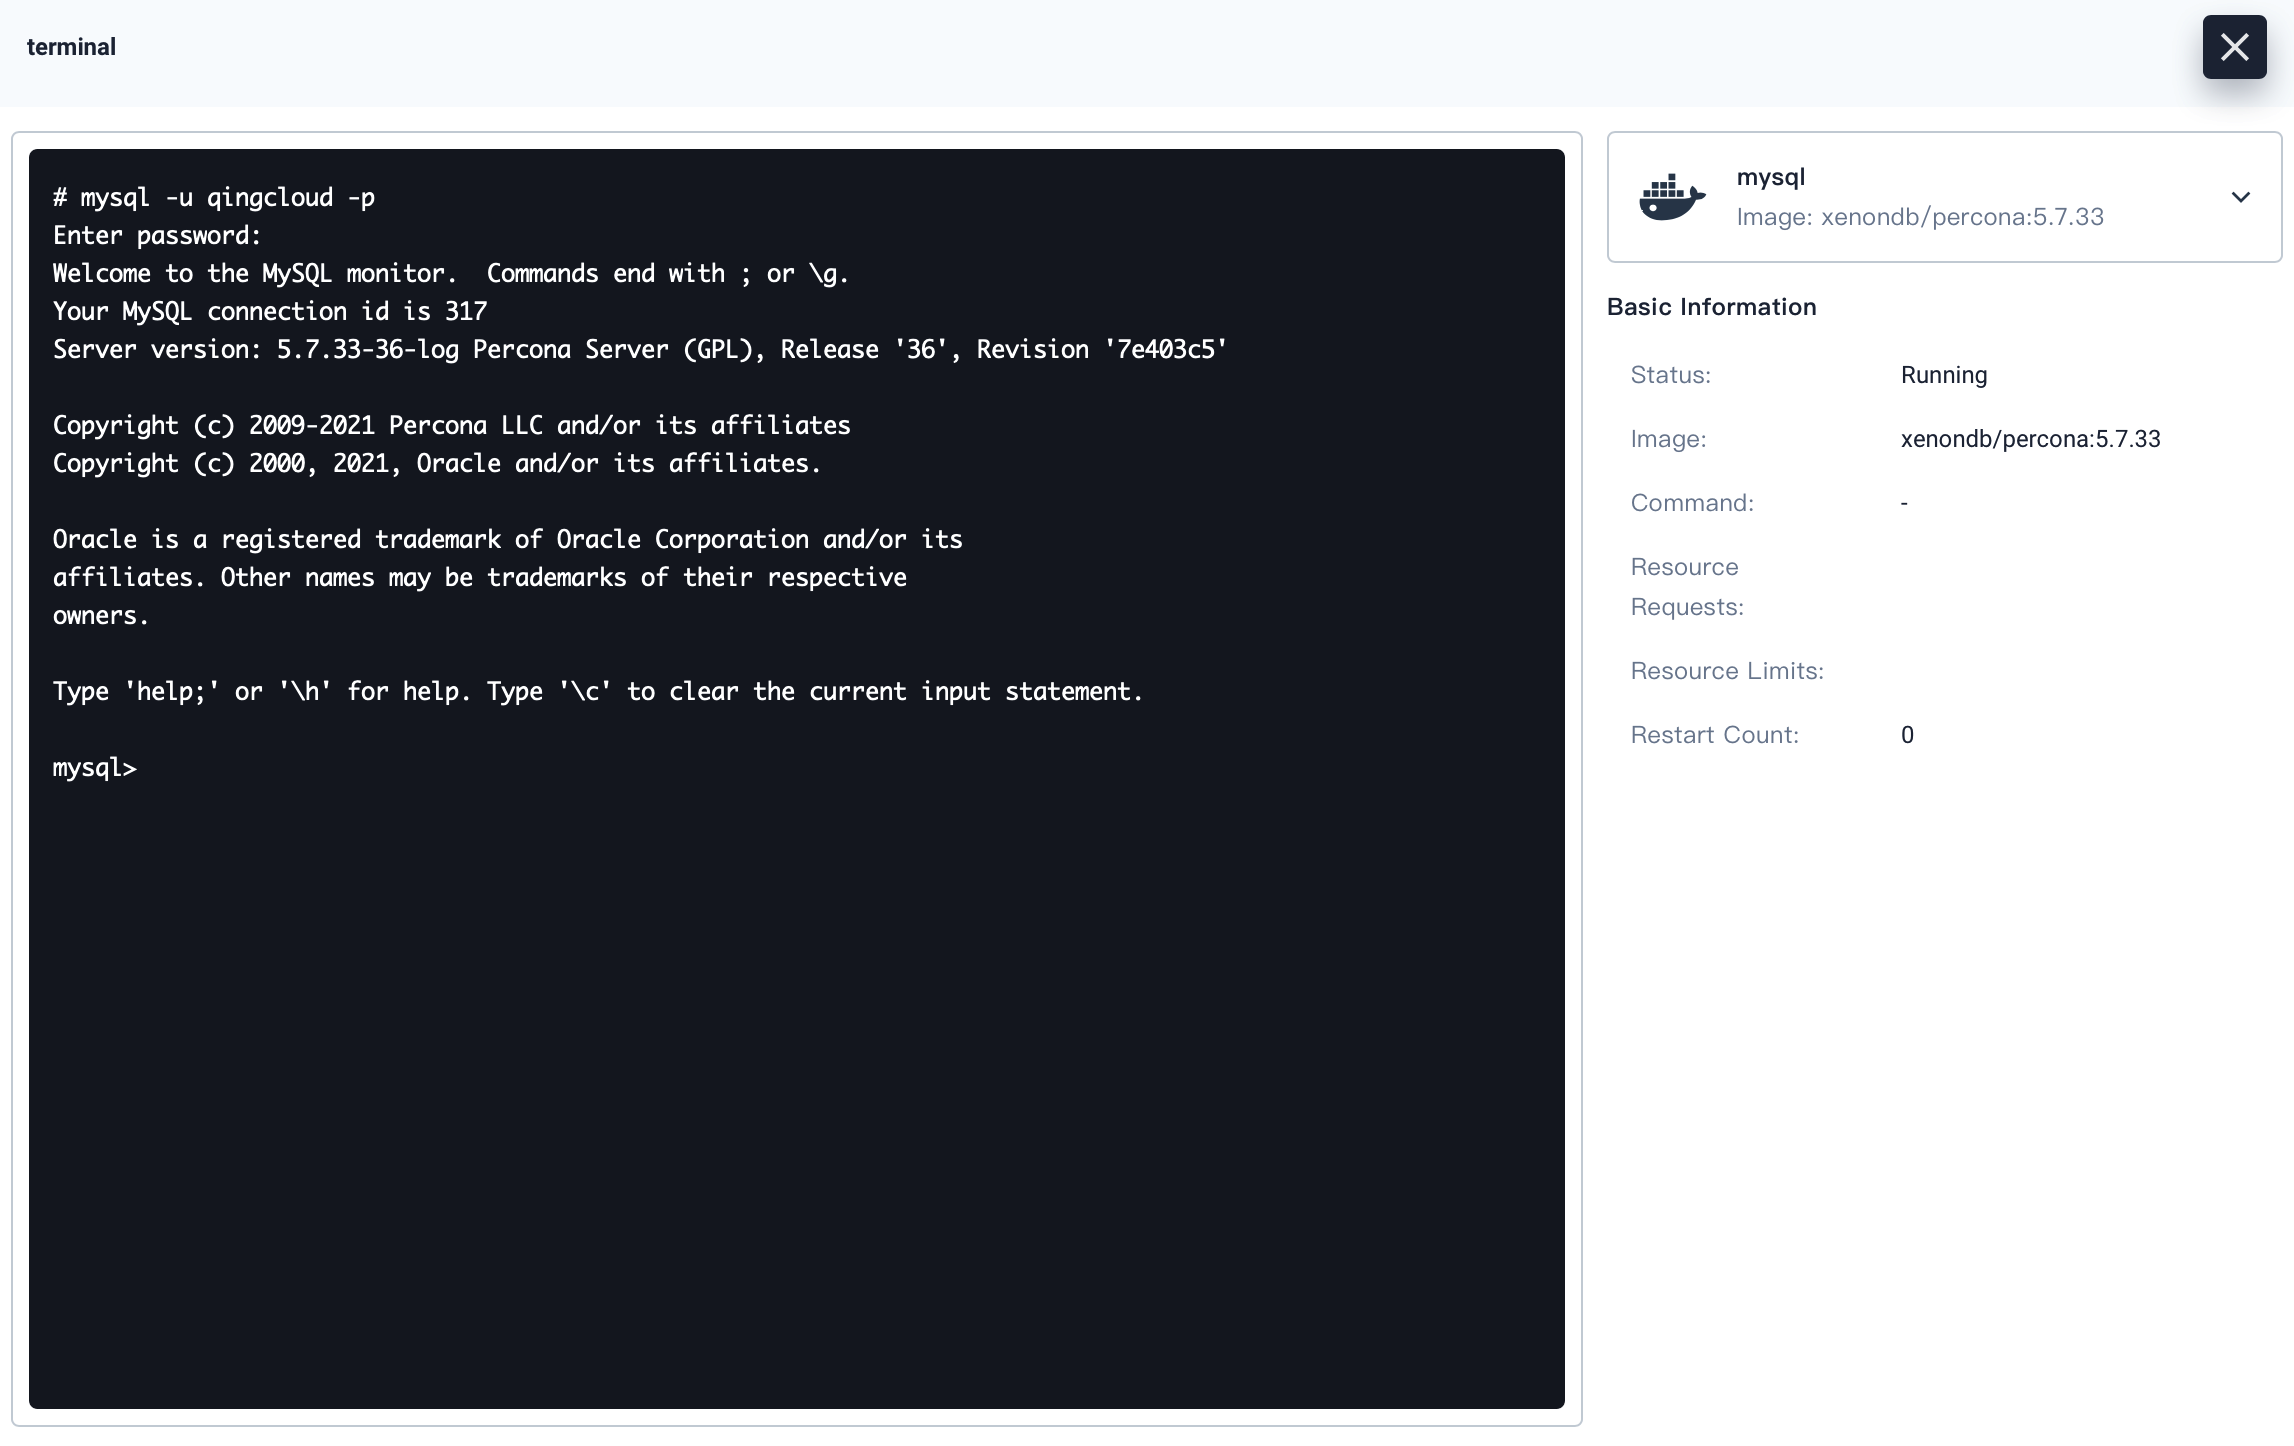 terminal
# mysql -u qingcloud -p
Enter password:
Welcome to the MySQL monitor.  Commands end with ; or \g.
Your MySQL connection id is 317
Server version: 5.7.33-36-log Percona Server (GPL), Release '36', Revision '7e403c5'
Copyright (c) 2009-2021 Percona LLC and/or its affiliates
Copyright (c) 2000, 2021, Oracle and/or its affiliates.
Oracle is a registered trademark of Oracle Corporation and/or its
affiliates. Other names may be trademarks of their respective
owners.
Type 'help;' or '\h' for help. Type '\c' to clear the current input statement.
mysql>
mysql
Image: xenondb/percona:5.7.33
Basic Information
Status: Running
Image: xenondb/percona:5.7.33
Command: -
Resource
Requests:
Resource Limits:
Restart Count: 0